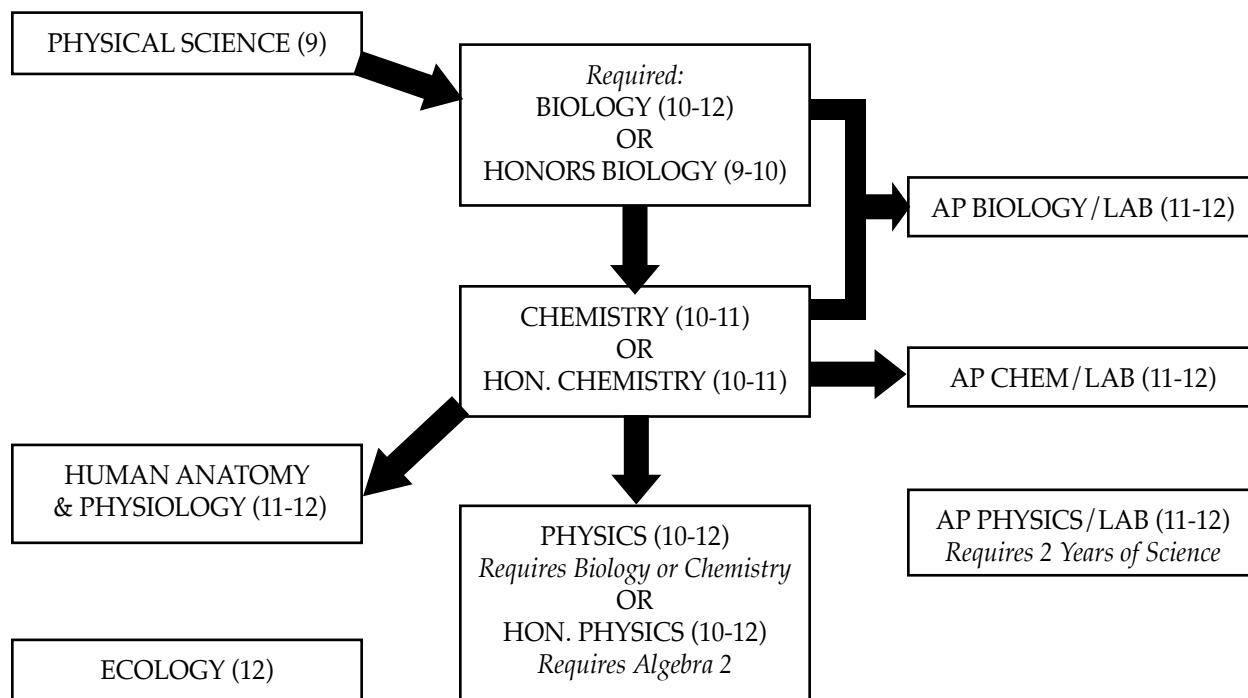 PHYSICAL SCIENCE (9)
Required:
BIOLOGY (10-12)
OR
HONORS BIOLOGY (9-10)
AP BIOLOGY/LAB (11-12)
CHEMISTRY (10-11)
OR
HON. CHEMISTRY (10-11)
AP CHEM/LAB (11-12)
HUMAN ANATOMY
& PHYSIOLOGY (11-12)
PHYSICS (10-12)
Requires Biology or Chemistry
OR
HON. PHYSICS (10-12)
Requires Algebra 2
AP PHYSICS/LAB (11-12)
Requires 2 Years of Science
ECOLOGY (12)